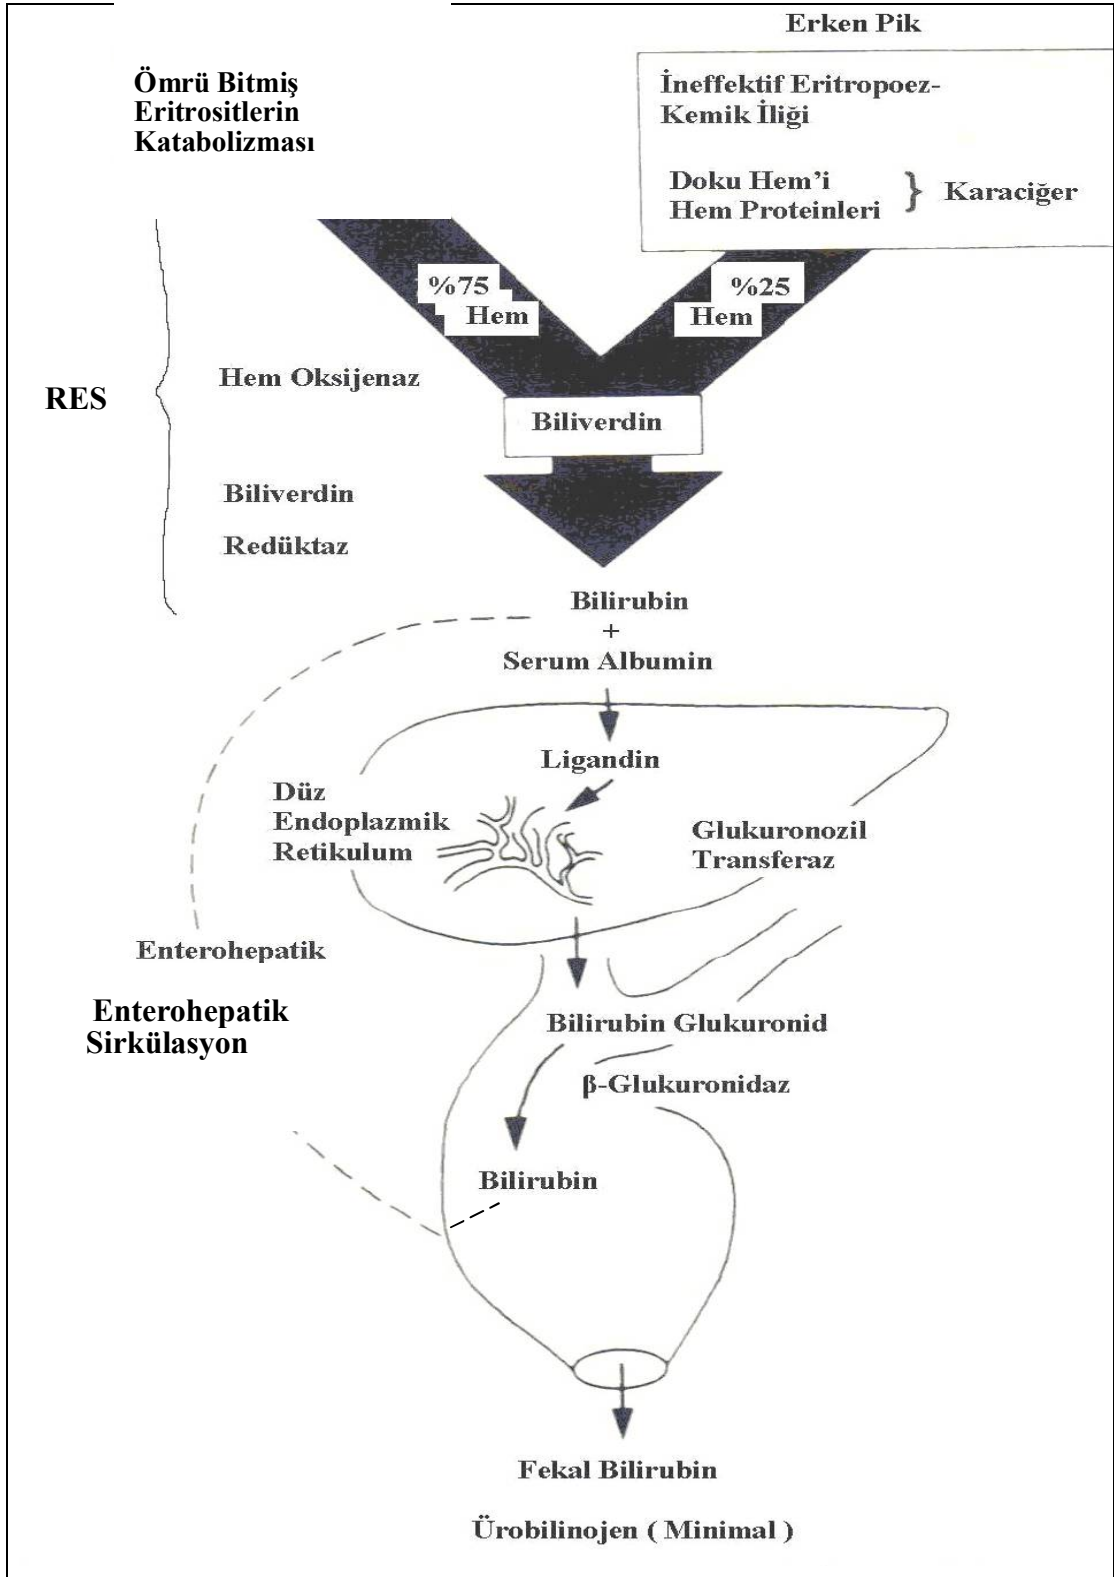 Erken Pik
Ömrü Bitmiş
Eritrositlerin
Katabolizması
İneffektif Eritropoez-
Kemik İliği
Doku Hem'i
Hem Proteinleri } Karaciğer
%75
Hem
%25
Hem
RES
Hem Oksijenaz
Biliverdin
Biliverdin
Redüktaz
Bilirubin
+
Serum Albumin
Ligandin
Düz
Endoplazmik
Retikulum
Glukuronozil
Transferaz
Enterohepatik
Enterohepatik
Sirkülasyon
Bilirubin Glukuronid
β-Glukuronidaz
Bilirubin
Fekal Bilirubin
Ürobilinojen ( Minimal )